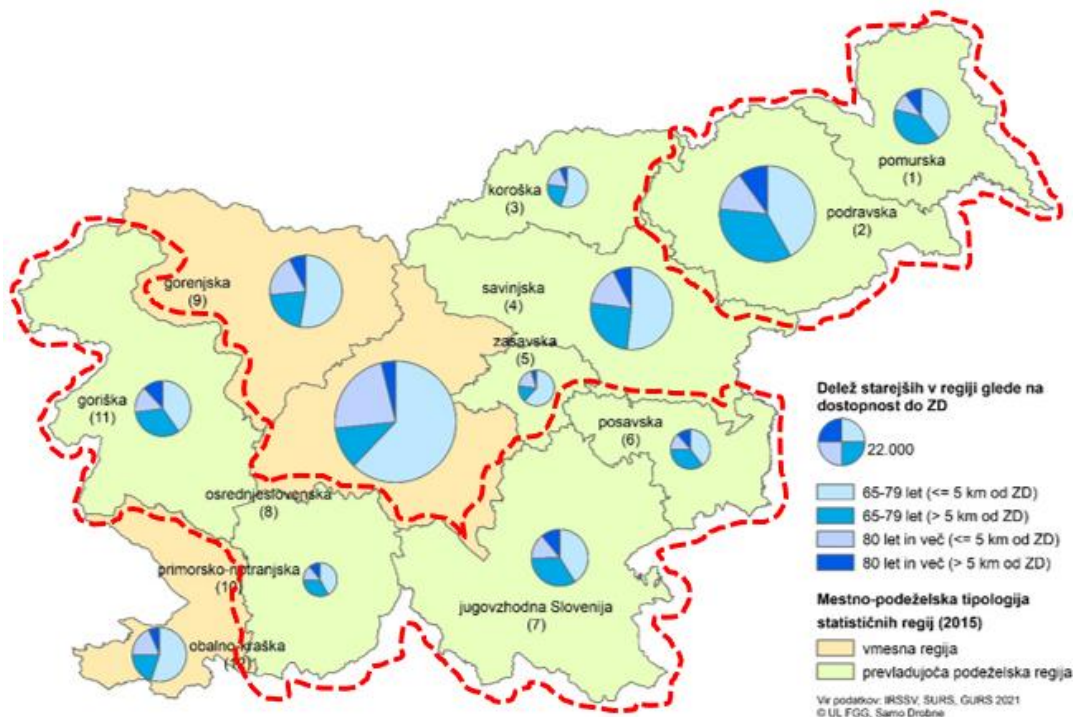 pomurska
(1)
podravska
(2)
koroška
(3)
savinjska
(4)
gorenjska
(9)
zasavska
(5)
goriška
(11)
posavska
(6)
osrednjeslovenska
(8)
primorsko-notranjska
(10)
jugovzhodna Slovenija
(7)
obalno-kraška
(12)
Delež starejših v regiji glede na
dostopnost do ZD
22.000
65-79 let (<= 5 km od ZD)
65-79 let (> 5 km od ZD)
80 let in več (<= 5 km od ZD)
80 let in več (> 5 km od ZD)
Mestno-podeželska tipologija
statističnih regij (2015)
vmesna regija
prevladujoča podeželska regija
Vir podatkov: IRSSV, SURS, GURS 2021
© UL FGG, Samo Drobne